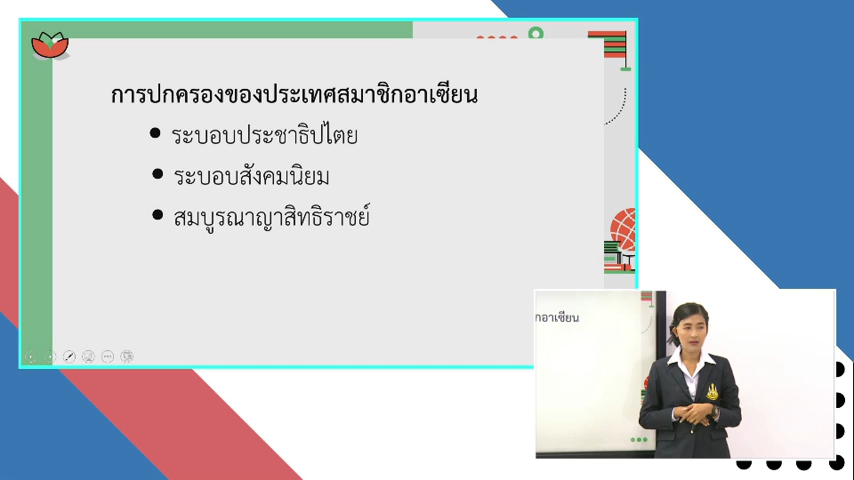 การปกครองของประเทศสมาชิกอาเซียน
ระบอบประชาธิปไตย
ระบอบสังคมนิยม
สมบูรณาญาสิทธิราชย์
กอาเซียน